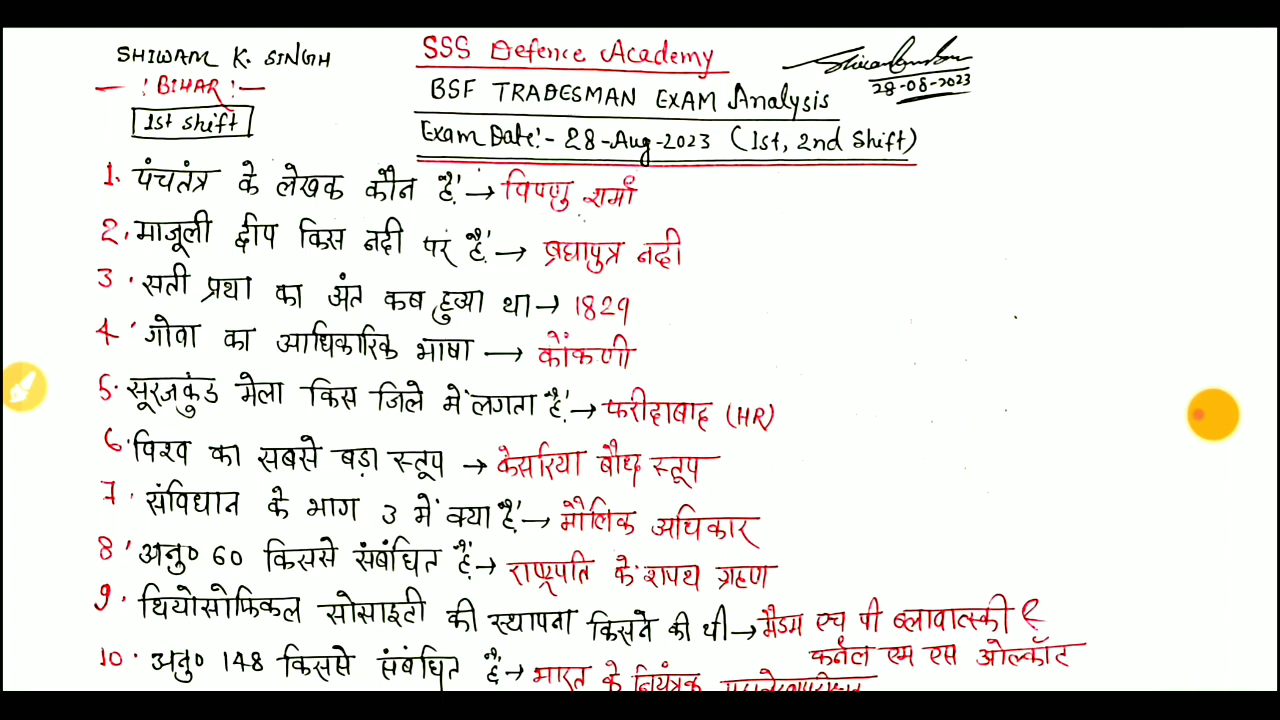 SHIWAM K. SINGH
— : BIHAR : —
1st shift
SSS Defence Academy
BSF TRADESMAN EXAM Analysis
Exam Date:- 28-Aug-2023 (1st, 2nd Shift)
28-08-2023
1. पंचतंत्र के लेखक कौन हैं → विष्णु शर्मा
2. माजूली द्वीप किस नदी पर हैं → ब्रह्मपुत्र नदी
3. सती प्रथा का अंत कब हुआ था → 1829
4. गोवा का आधिकारिक भाषा → कोंकणी
5. सूरजकुंड मेला किस जिले में लगता हैं → फरीदाबाद (HR)
6. विश्व का सबसे बड़ा स्तूप → केसरिया बौद्ध स्तूप
7. संविधान के भाग 3 में क्या हैं → मौलिक अधिकार
8. अनु० 60 किससे संबंधित हैं → राष्ट्रपति के शपथ ग्रहण
9. थियोसोफिकल सोसाइटी की स्थापना किसने की थी → मैडम एच पी ब्लावात्स्की &
कर्नल एम एस ओल्कॉट
10. अनु० 148 किससे संबंधित हैं → भारत के नियंत्रक